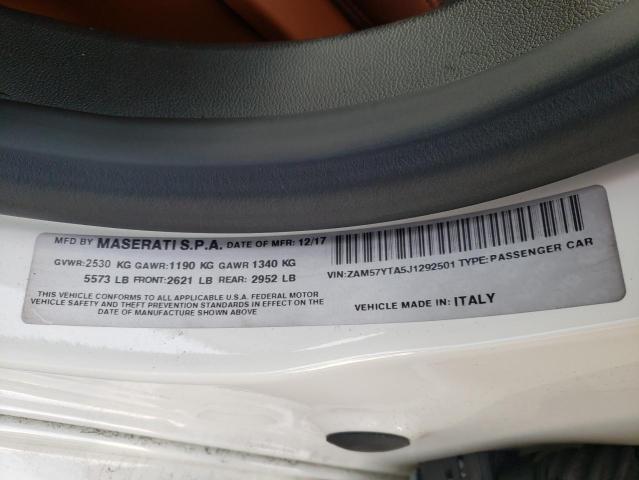 MFD BY MASERATI S.P.A. DATE OF MFR: 12/17
GVWR:2530 KG GAWR:1190 KG GAWR 1340 KG
5573 LB FRONT:2621 LB REAR: 2952 LB
THIS VEHICLE CONFORMS TO ALL APPLICABLE U.S.A. FEDERAL MOTOR
VEHICLE SAFETY AND THEFT PREVENTION STANDARDS IN EFFECT ON THE
DATE OF MANUFACTURE SHOWN ABOVE
VIN:ZAM57YTA5J1292501 TYPE: PASSENGER CAR
VEHICLE MADE IN: ITALY